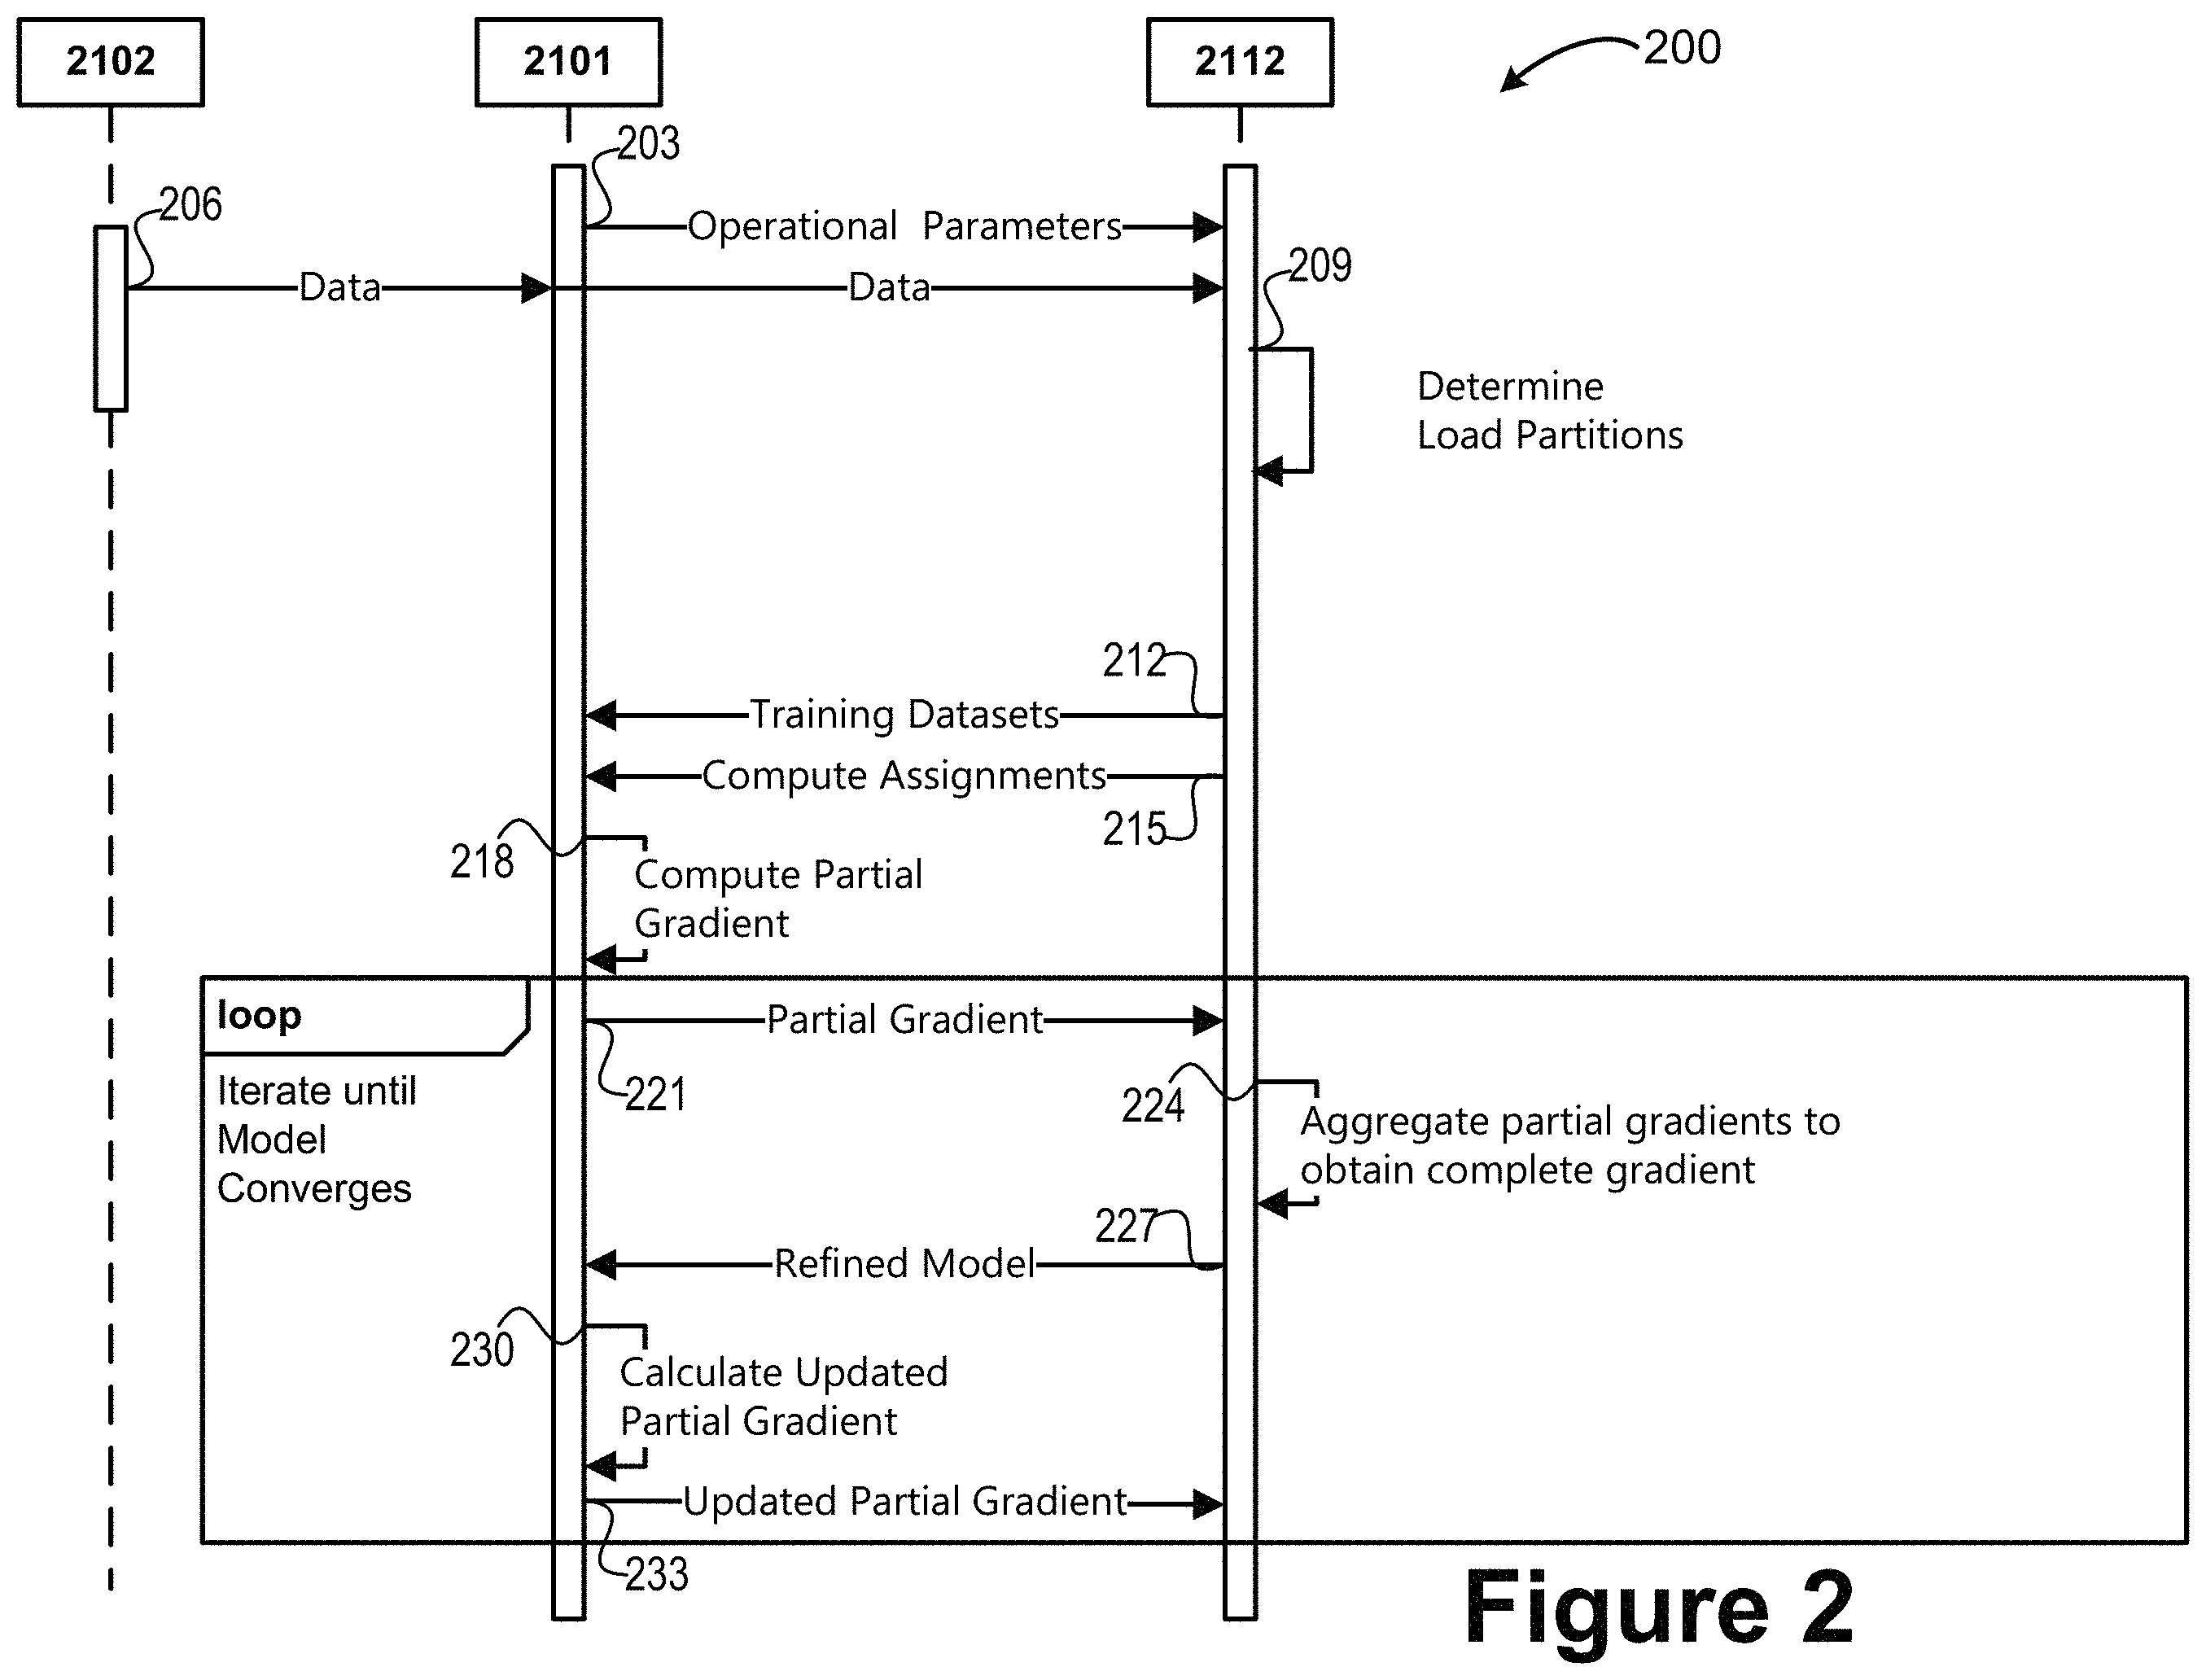 2102
2101
2112
200
203
206
Operational Parameters
209
Data
Data
Determine
Load Partitions
212
Training Datasets
Compute Assignments
215
218
Compute Partial
Gradient
loop
Partial Gradient
Iterate until
Model
Converges
221
224
Aggregate partial gradients to
obtain complete gradient
227
Refined Model
230
Calculate Updated
Partial Gradient
Updated Partial Gradient
233
Figure 2